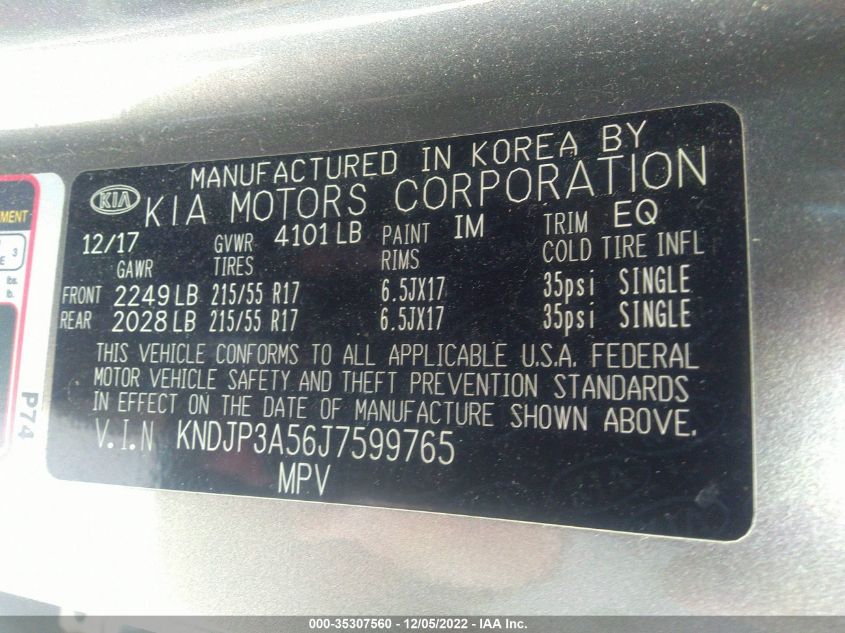 MANUFACTURED IN KOREA BY
KIA KIA MOTORS CORPORATION
12/17 GVWR 4101 LB PAINT IM TRIM EQ
GAWR TIRES RIMS COLD TIRE INFL
FRONT 2249 LB 215/55 R17 6.5JX17 35psi SINGLE
REAR 2028 LB 215/55 R17 6.5JX17 35psi SINGLE
THIS VEHICLE CONFORMS TO ALL APPLICABLE U.S.A. FEDERAL
MOTOR VEHICLE SAFETY AND THEFT PREVENTION STANDARDS
IN EFFECT ON THE DATE OF MANUFACTURE SHOWN ABOVE.
V.I.N KNDJP3A56J7599765
MPV
3
lbs.
lb.
P74
000-35307560 - 12/05/2022 - IAA Inc.